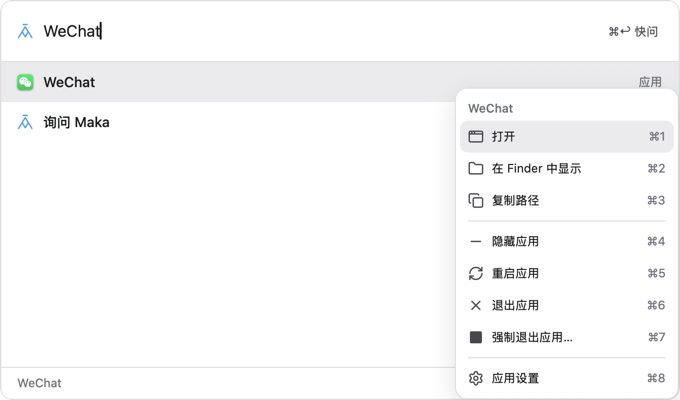 WeChat
⌘↩ 快问
WeChat
应用
询问 Maka
WeChat
打开 ⌘1
在 Finder 中显示 ⌘2
复制路径 ⌘3
隐藏应用 ⌘4
重启应用 ⌘5
退出应用 ⌘6
强制退出应用... ⌘7
应用设置 ⌘8
WeChat